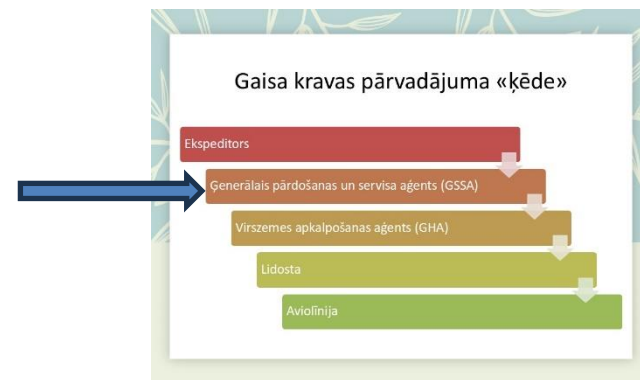 Gaisa kravas pārvadājuma «ķēde»
Ekspeditors
Ģenerālais pārdošanas un servisa aģents (GSSA)
Virszemes apkalpošanas aģents (GHA)
Lidosta
Aviolīnija